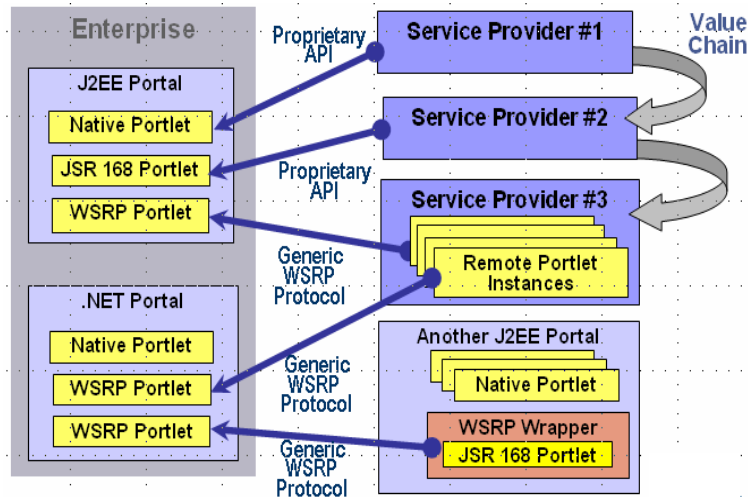 Enterprise
J2EE Portal
Native Portlet
JSR 168 Portlet
WSRP Portlet
.NET Portal
Native Portlet
WSRP Portlet
WSRP Portlet
Proprietary
API
Proprietary
API
Generic
WSRP
Protocol
Generic
WSRP
Protocol
Generic
WSRP
Protocol
Service Provider #1
Service Provider #2
Service Provider #3
Remote Portlet
Instances
Another J2EE Portal
Native Portlet
WSRP Wrapper
JSR 168 Portlet
Value
Chain